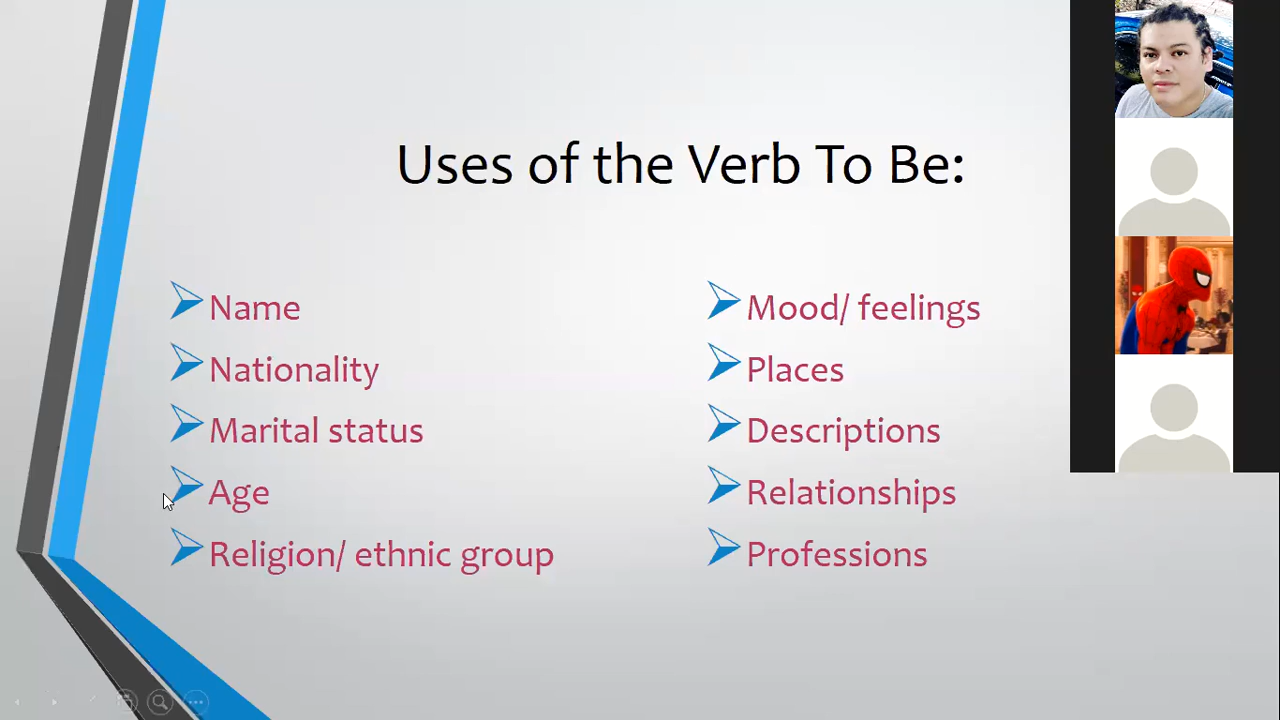 Uses of the Verb To Be:
Name
Nationality
Marital status
Age
Religion/ ethnic group
Mood/ feelings
Places
Descriptions
Relationships
Professions